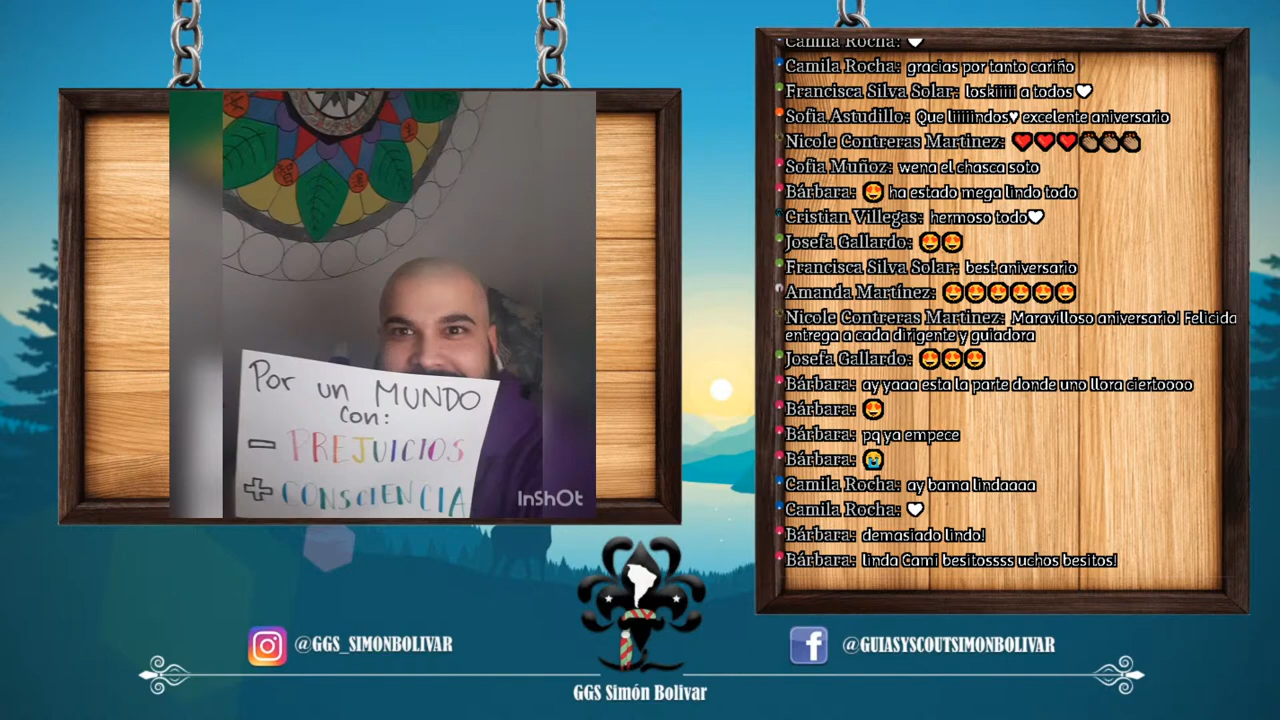 Por un MUNDO
con:
- PREJUICIOS
+ CONSCIENCIA
InShOt
Camila Rocha: 🤍
Camila Rocha: gracias por tanto cariño
Francisca Silva Solar: loskiiiii a todos🤍
Sofia Astudillo: Que liiiiindos♥ excelente aniversario
Nicole Contreras Martinez: ❤❤❤👏🏽👏🏽👏🏽
Sofia Muñoz: wena el chasca soto
Bárbara: 😍 ha estado mega lindo todo
Cristian Villegas: hermoso todo🤍
Josefa Gallardo: 😍😍
Francisca Silva Solar: best aniversario
Amanda Martínez: 😍😍😍😍😍😍
Nicole Contreras Martinez: Maravilloso aniversario! Felicida
entrega a cada dirigente y guiadora
Josefa Gallardo: 😍😍😍
Bárbara: ay yaaa esta la parte donde uno llora ciertoooo
Bárbara: 😍
Bárbara: pq ya empece
Bárbara: 😭
Camila Rocha: ay bama lindaaaa
Camila Rocha: 🤍
Bárbara: demasiado lindo!
Bárbara: linda Cami besitossss uchos besitos!
@GGS_SIMONBOLIVAR
@GUIASYSCOUTSIMONBOLIVAR
GGS Simón Bolivar